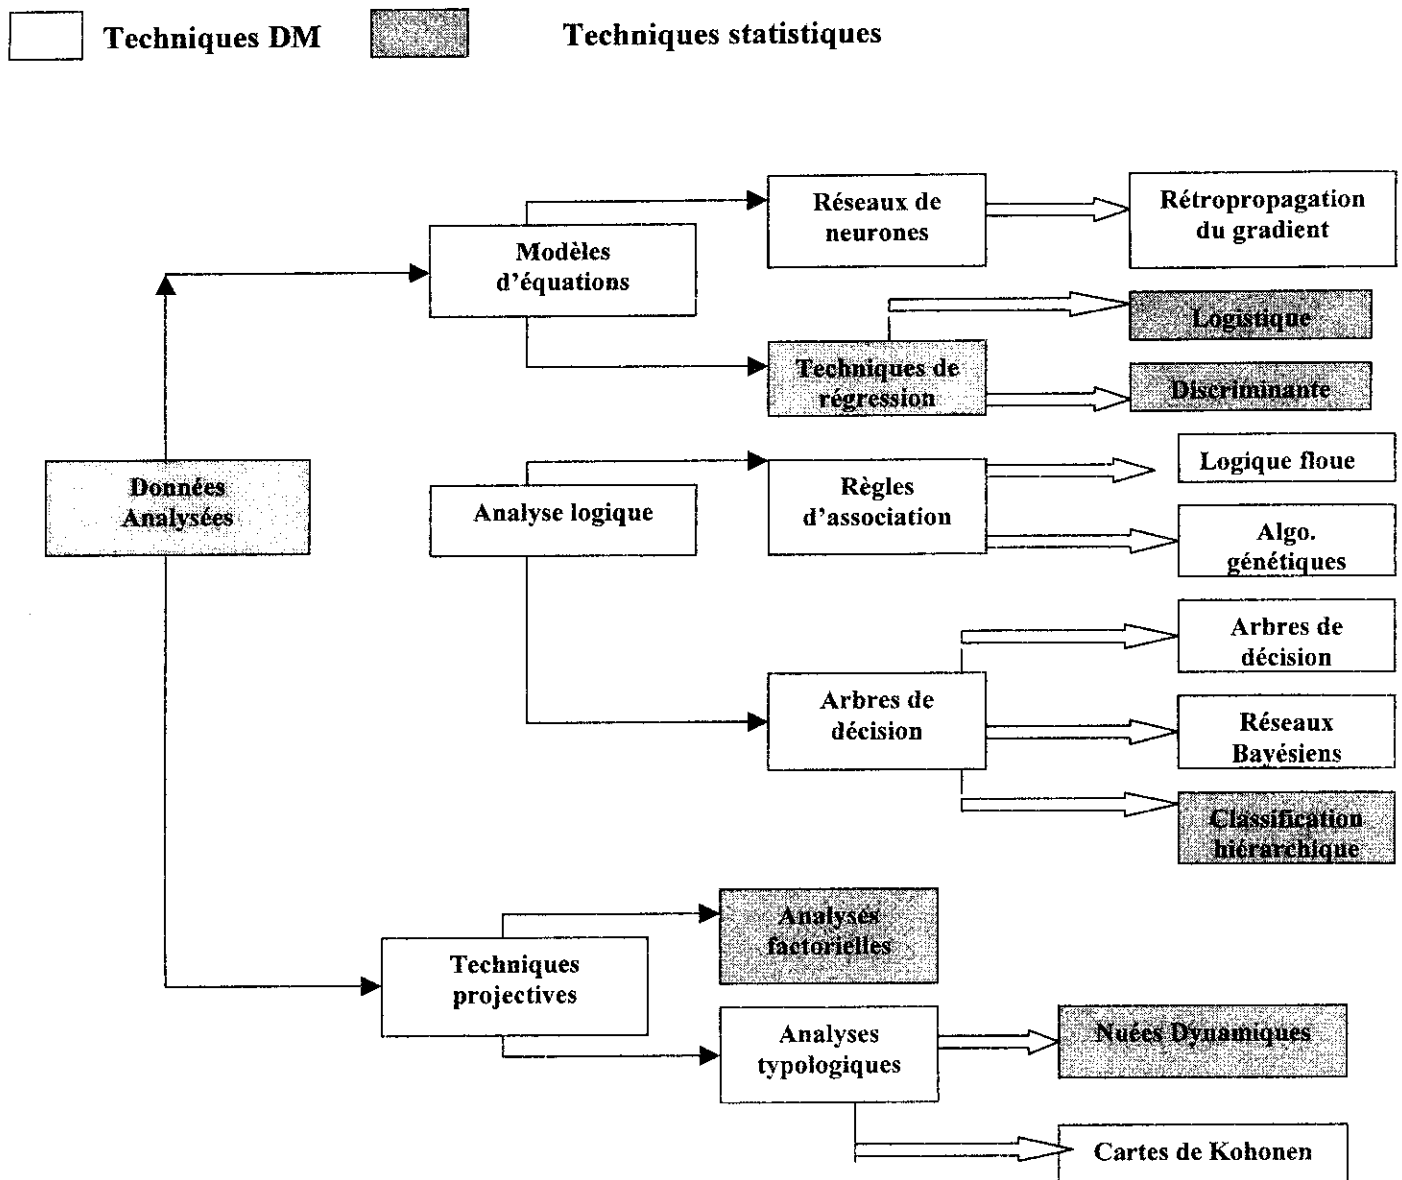 Techniques DM
Techniques statistiques
Réseaux de
neurones
Rétropropagation
du gradient
Modèles
d'équations
Logistique
Techniques de
régression
Discriminante
Données
Analysées
Analyse logique
Règles
d'association
Logique floue
Algo.
génétiques
Arbres de
décision
Arbres de
décision
Réseaux
Bayésiens
Classification
hiérarchique
Analyses
factorielles
Techniques
projectives
Analyses
typologiques
Nuées Dynamiques
Cartes de Kohonen